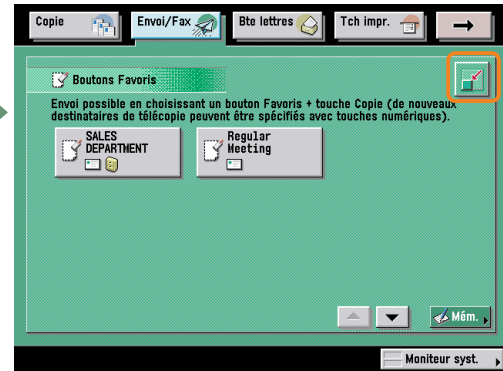 Copie
Envoi/Fax
Bte lettres
Tch impr.
Boutons Favoris
Envoi possible en choisissant un bouton Favoris + touche Copie (de nouveaux
destinataires de télécopie peuvent être spécifiés avec touches numériques).
SALES
DEPARTMENT
Regular
Meeting
Mém.
Moniteur syst.